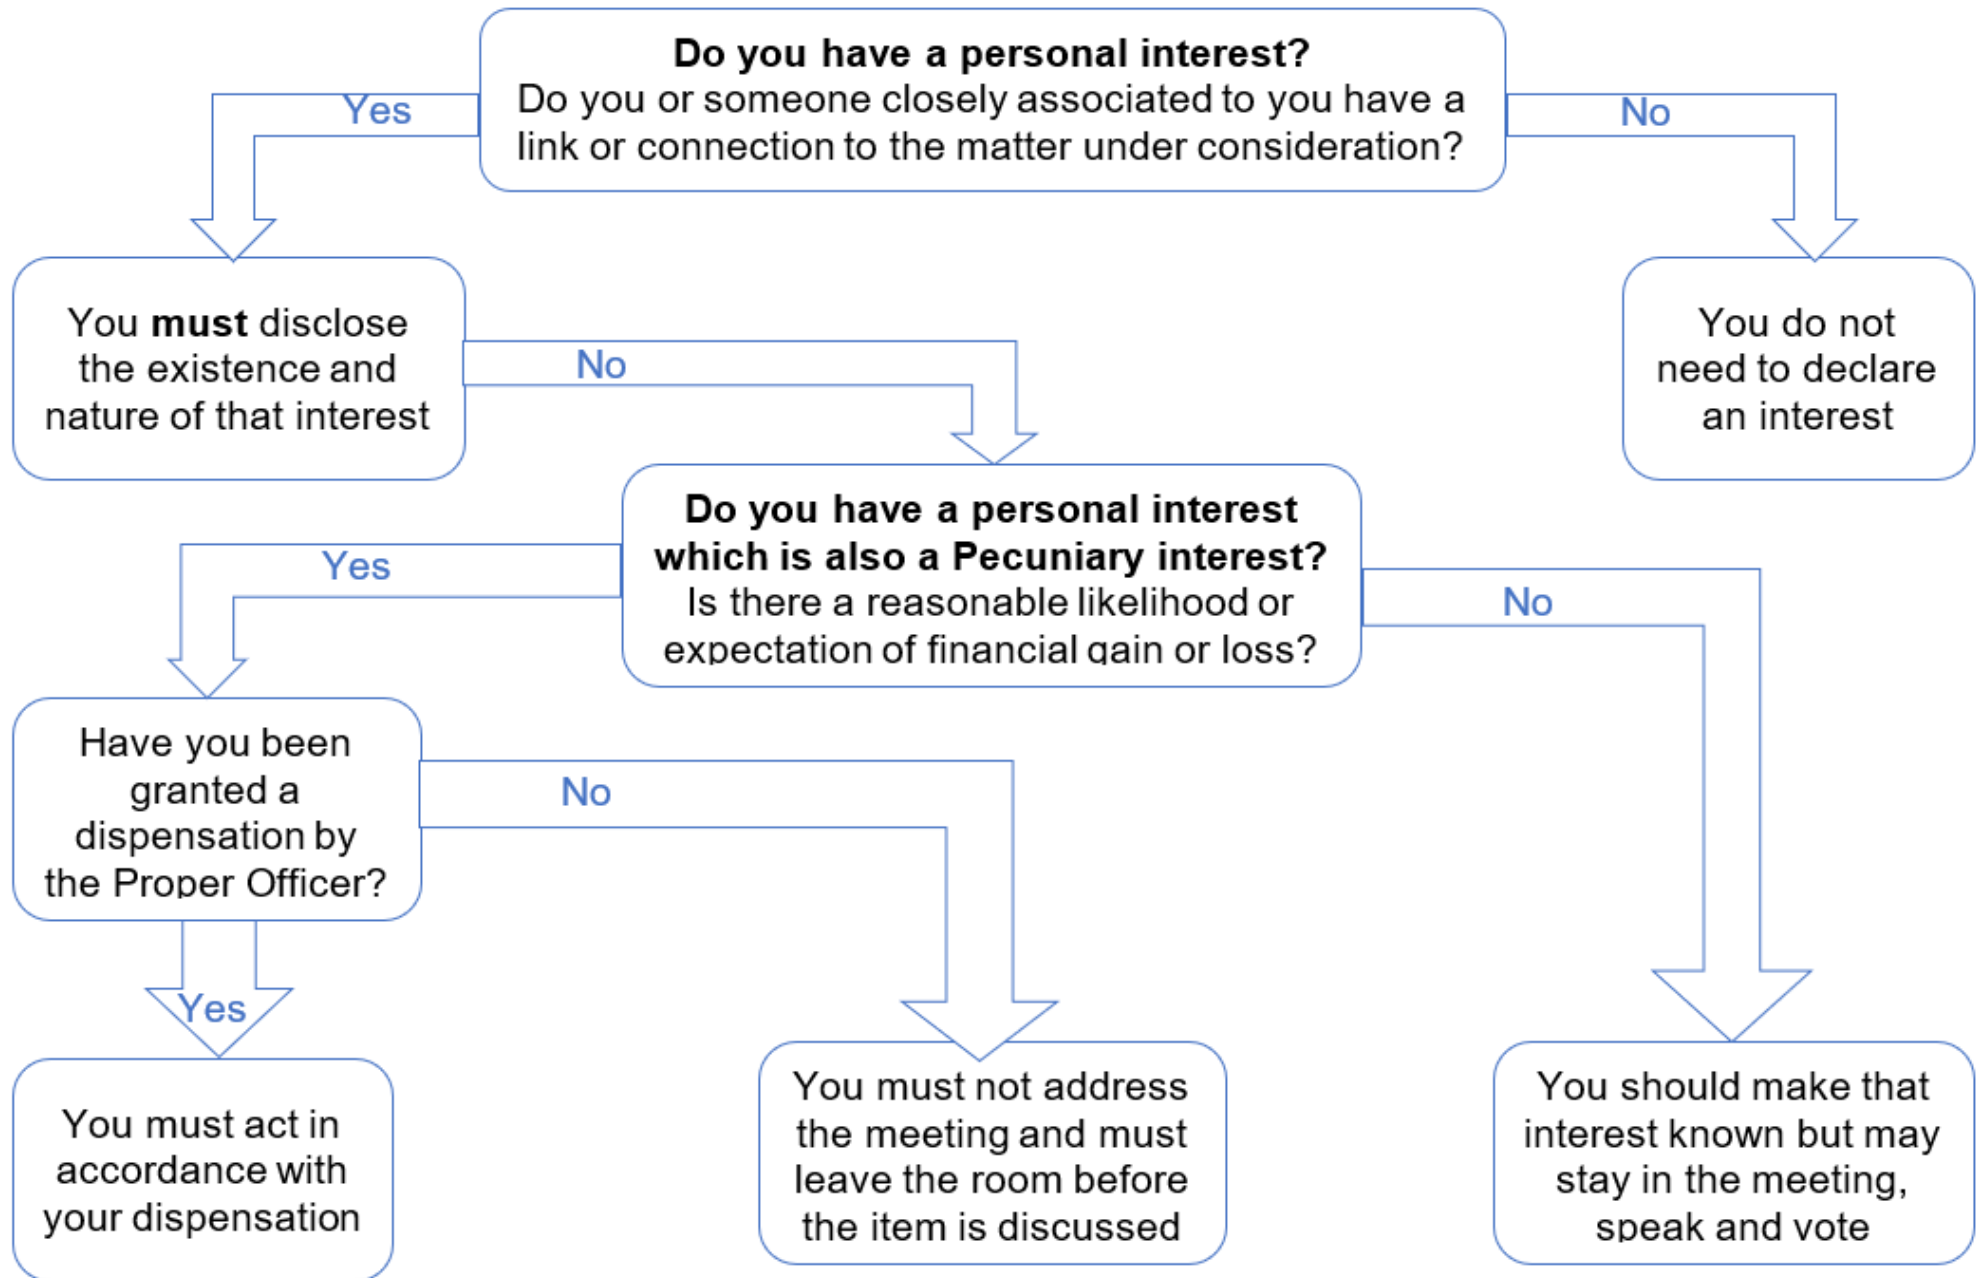 Do you have a personal interest?
Do you or someone closely associated to you have a
link or connection to the matter under consideration?
Yes
No
You must disclose
the existence and
nature of that interest
No
You do not
need to declare
an interest
Do you have a personal interest
which is also a Pecuniary interest?
Is there a reasonable likelihood or
expectation of financial gain or loss?
Yes
No
Have you been
granted a
dispensation by
the Proper Officer?
No
Yes
You must act in
accordance with
your dispensation
You must not address
the meeting and must
leave the room before
the item is discussed
You should make that
interest known but may
stay in the meeting,
speak and vote